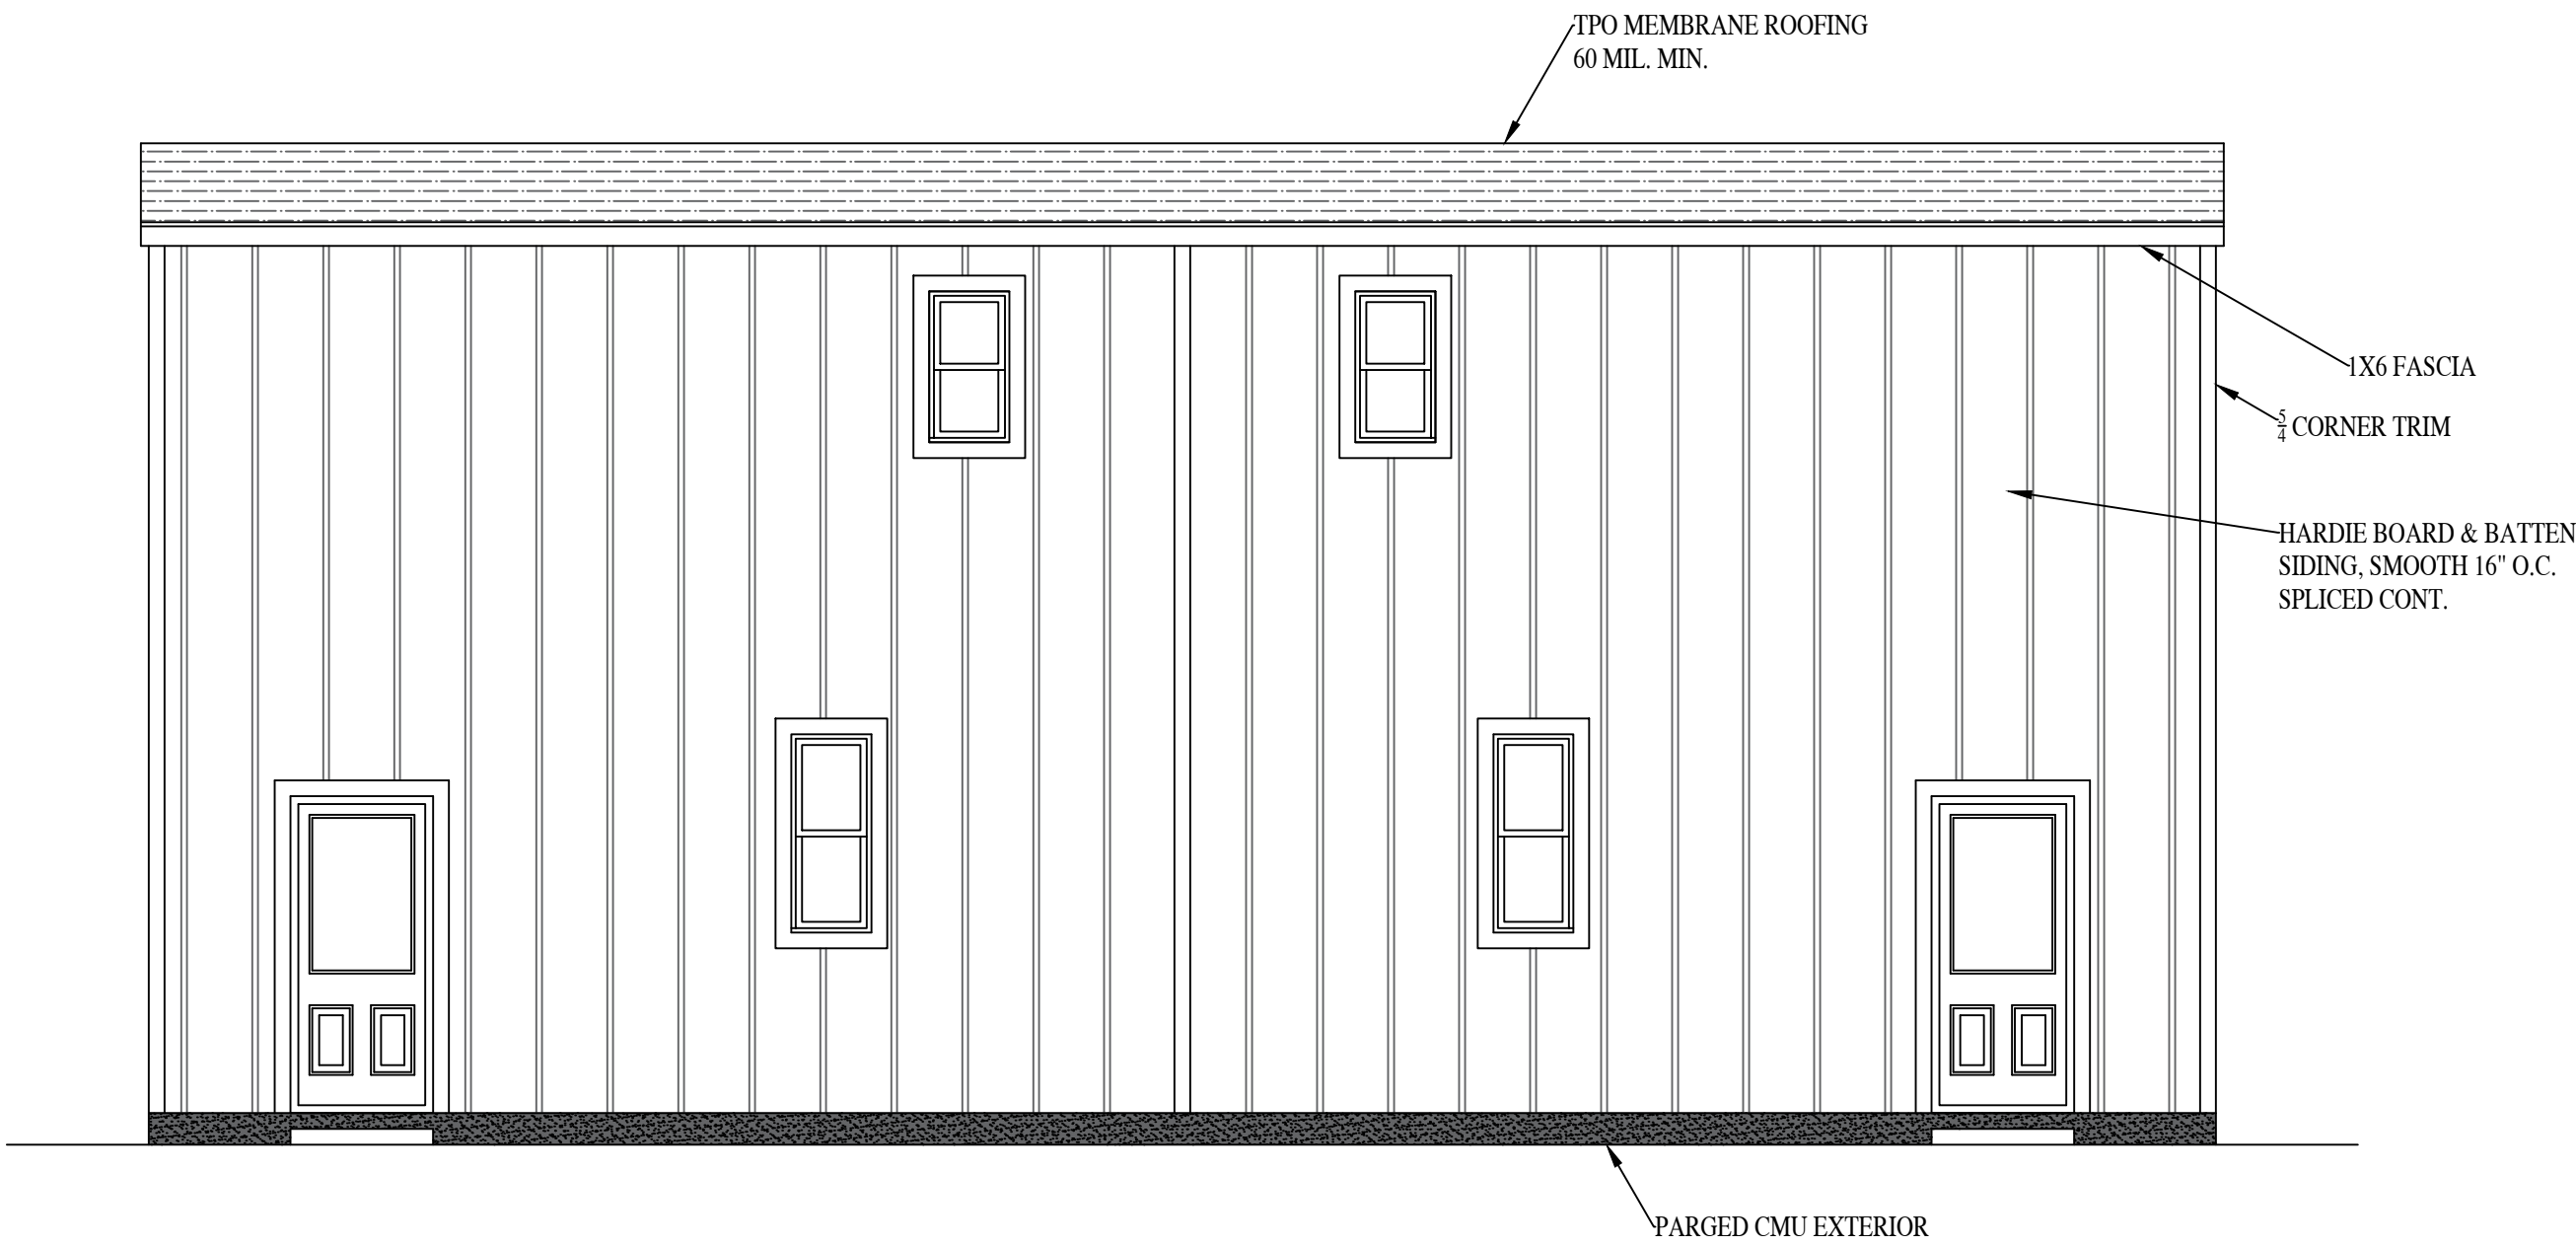 TPO MEMBRANE ROOFING
60 MIL. MIN.
1X6 FASCIA
5/4 CORNER TRIM
HARDIE BOARD & BATTEN
SIDING, SMOOTH 16" O.C.
SPLICED CONT.
PARGED CMU EXTERIOR